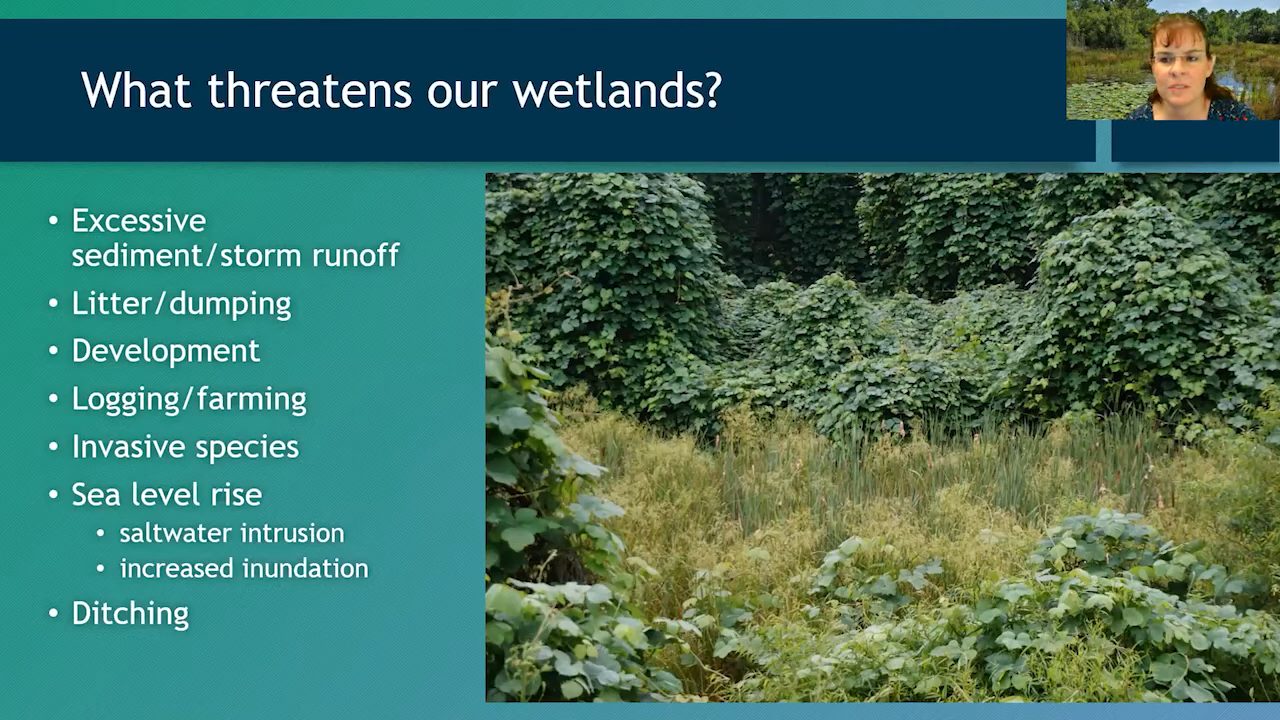 What threatens our wetlands?
• Excessive
sediment/storm runoff
• Litter/dumping
• Development
• Logging/farming
• Invasive species
• Sea level rise
• saltwater intrusion
• increased inundation
• Ditching